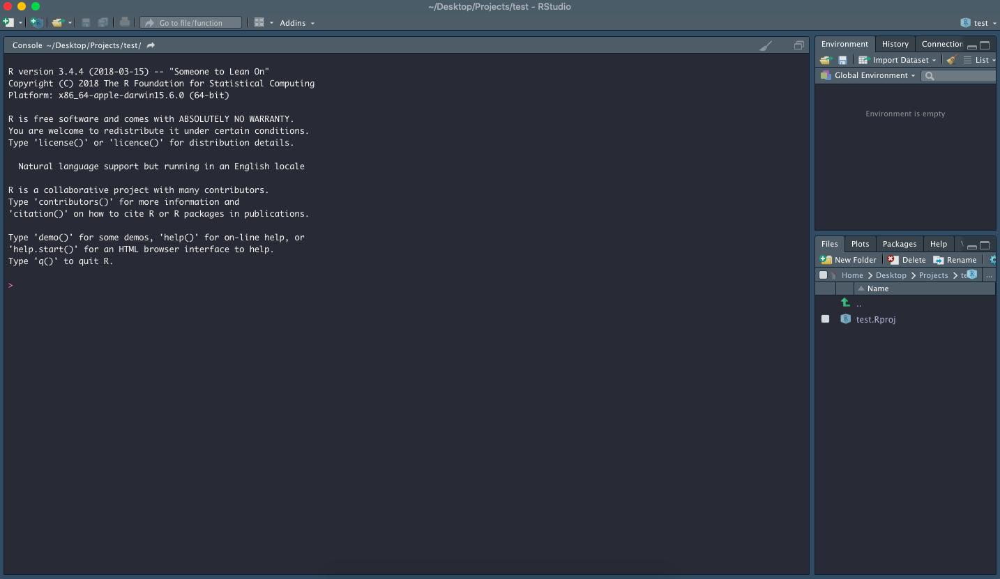 ~/Desktop/Projects/test - RStudio
Go to file/function
Addins
test
Console ~/Desktop/Projects/test/
R version 3.4.4 (2018-03-15) -- "Someone to Lean On"
Copyright (C) 2018 The R Foundation for Statistical Computing
Platform: x86_64-apple-darwin15.6.0 (64-bit)
R is free software and comes with ABSOLUTELY NO WARRANTY.
You are welcome to redistribute it under certain conditions.
Type 'license()' or 'licence()' for distribution details.
Natural language support but running in an English locale
R is a collaborative project with many contributors.
Type 'contributors()' for more information and
'citation()' on how to cite R or R packages in publications.
Type 'demo()' for some demos, 'help()' for on-line help, or
'help.start()' for an HTML browser interface to help.
Type 'q()' to quit R.
>
Environment History Connection
Import Dataset List
Global Environment
Environment is empty
Files Plots Packages Help
New Folder Delete Rename
Home Desktop Projects te ...
Name
..
test.Rproj